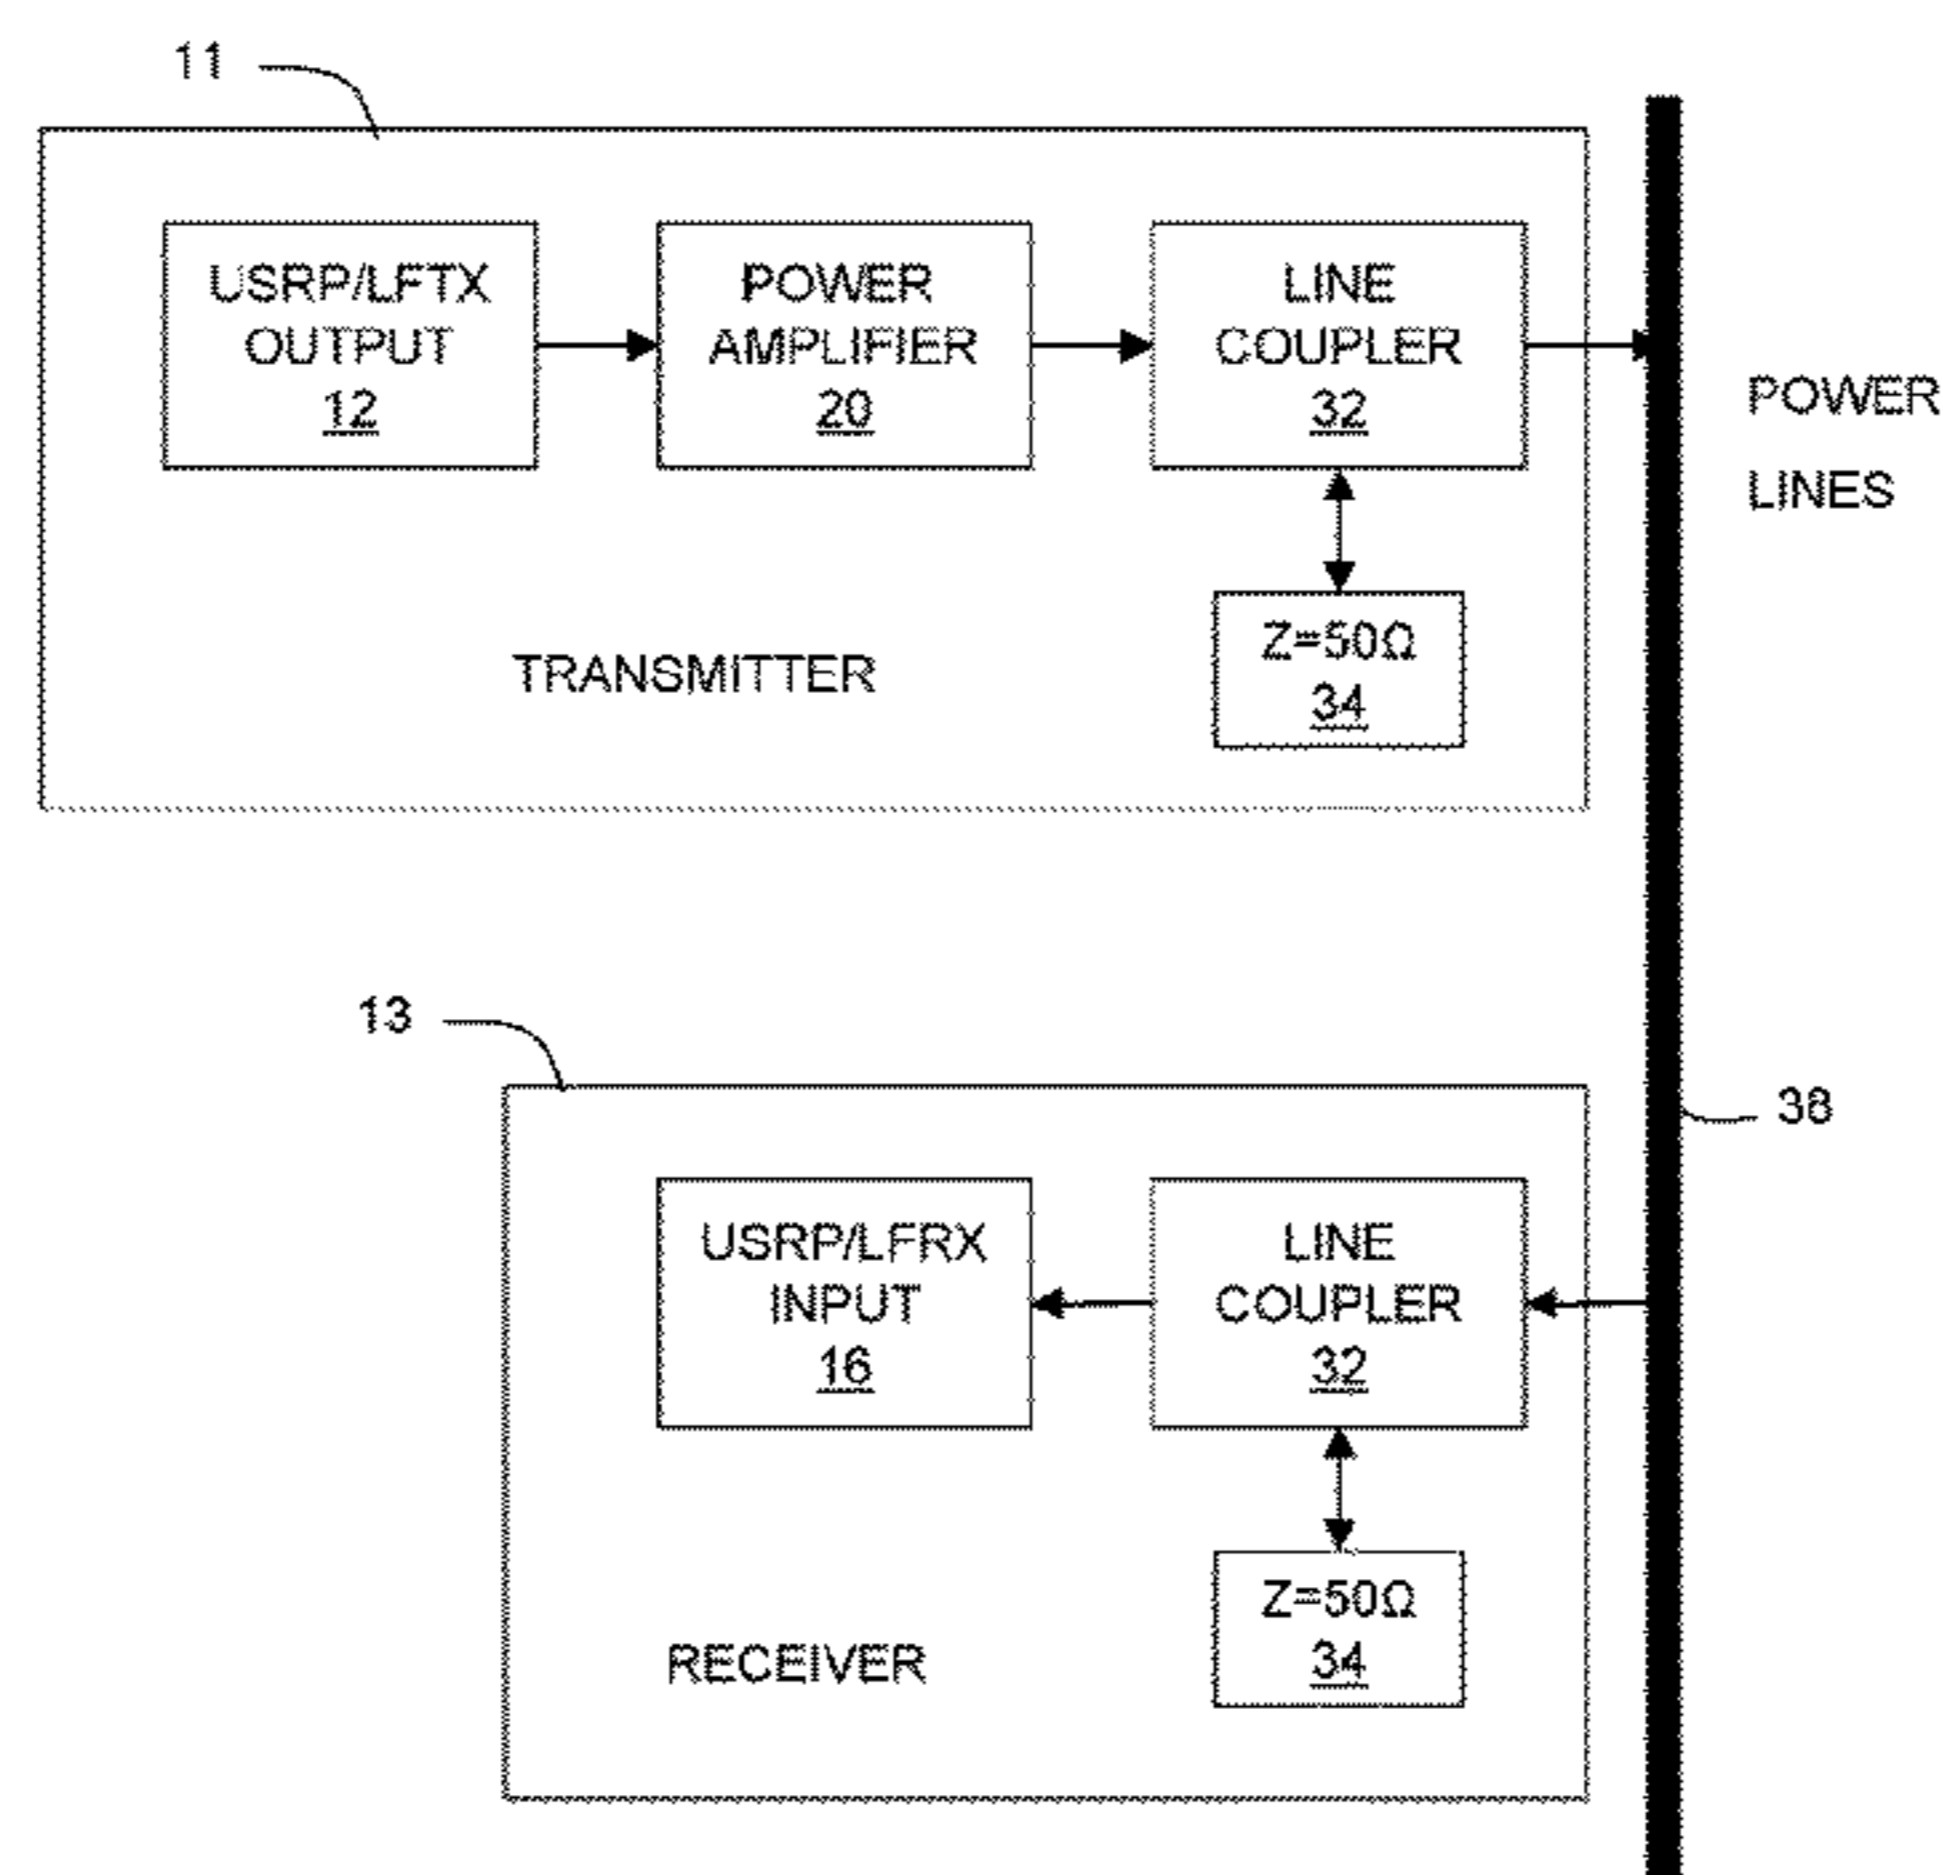 11
USRP/LFTX
OUTPUT
12
POWER
AMPLIFIER
20
LINE
COUPLER
32
POWER
LINES
Z=50Ω
34
TRANSMITTER
13
38
USRP/LFRX
INPUT
16
LINE
COUPLER
32
Z=50Ω
34
RECEIVER